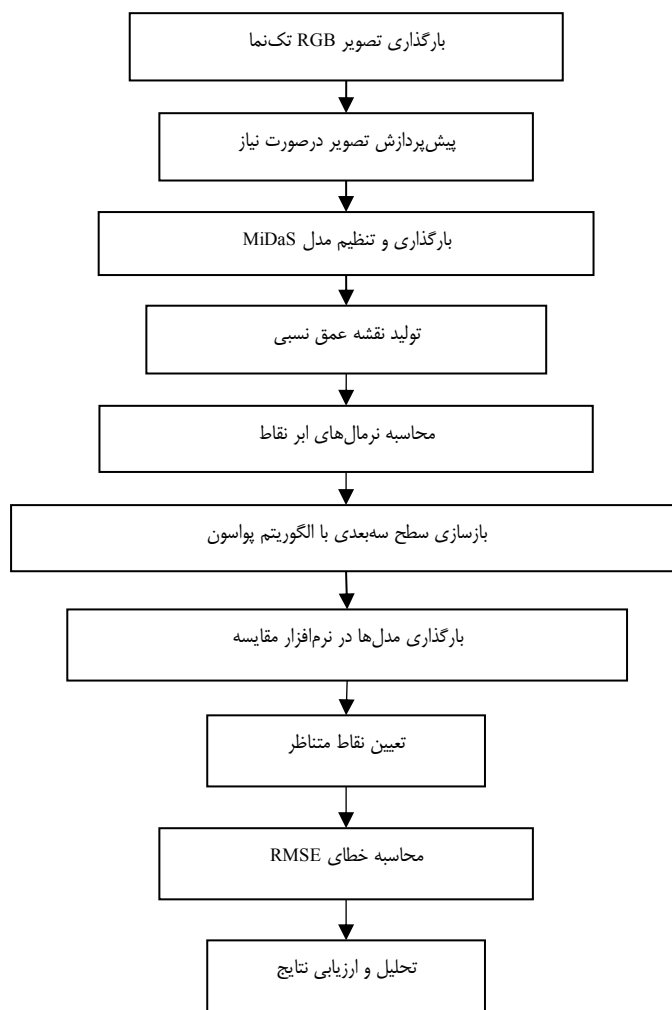 بارگذاری تصویر RGB تک‌نما
پیش‌پردازش تصویر درصورت نیاز
بارگذاری و تنظیم مدل MiDaS
تولید نقشه عمق نسبی
محاسبه نرمال‌های ابر نقاط
بازسازی سطح سه‌بعدی با الگوریتم پواسون
بارگذاری مدل‌ها در نرم‌افزار مقایسه
تعیین نقاط متناظر
محاسبه خطای RMSE
تحلیل و ارزیابی نتایج